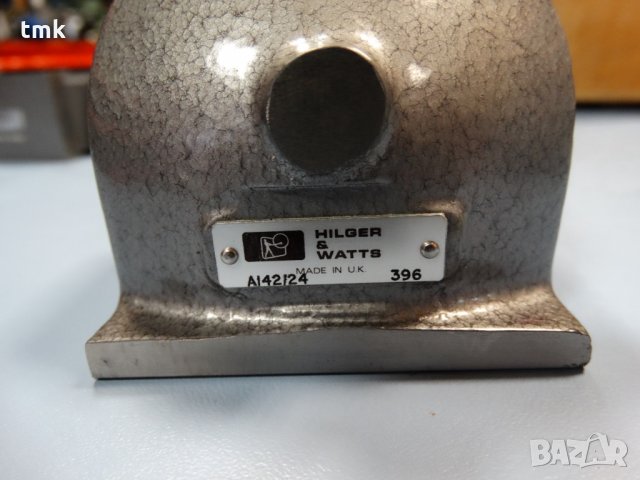 tmk
HILGER
&
WATTS
MADE IN U.K.
A142/24 396
BAZAR